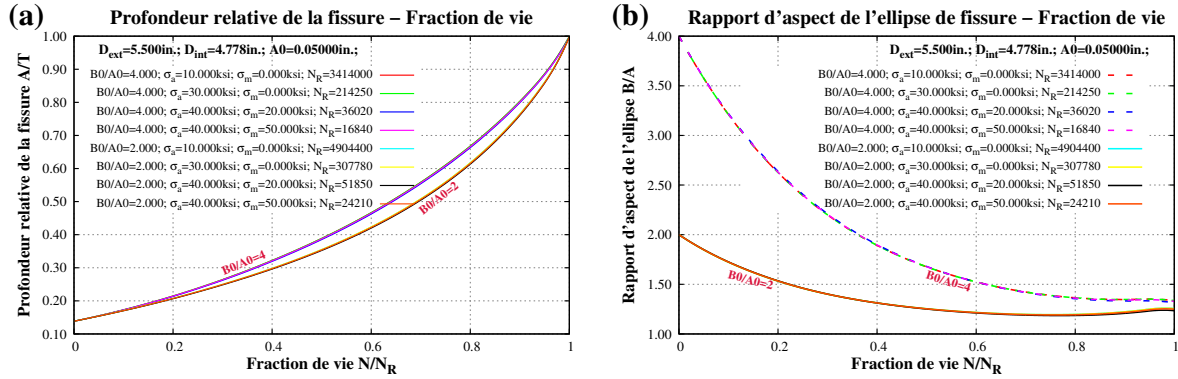 (a) Profondeur relative de la fissure – Fraction de vie
Profondeur relative de la fissure A/T
D_ext=5.500in.; D_int=4.778in.; A0=0.05000in.;
B0/A0=4.000; σ_a=10.000ksi; σ_m=0.000ksi; N_R=3414000
B0/A0=4.000; σ_a=30.000ksi; σ_m=0.000ksi; N_R=214250
B0/A0=4.000; σ_a=40.000ksi; σ_m=20.000ksi; N_R=36020
B0/A0=4.000; σ_a=40.000ksi; σ_m=50.000ksi; N_R=16840
B0/A0=2.000; σ_a=10.000ksi; σ_m=0.000ksi; N_R=4904400
B0/A0=2.000; σ_a=30.000ksi; σ_m=0.000ksi; N_R=307780
B0/A0=2.000; σ_a=40.000ksi; σ_m=20.000ksi; N_R=51850
B0/A0=2.000; σ_a=40.000ksi; σ_m=50.000ksi; N_R=24210
1.00
0.90
0.80
0.70
0.60
0.50
0.40
0.30
0.20
0.10
B0/A0=4
B0/A0=2
0 0.2 0.4 0.6 0.8 1
Fraction de vie N/N_R
(b) Rapport d’aspect de l’ellipse de fissure – Fraction de vie
Rapport d’aspect de l’ellipse B/A
D_ext=5.500in.; D_int=4.778in.; A0=0.05000in.;
B0/A0=4.000; σ_a=10.000ksi; σ_m=0.000ksi; N_R=3414000
B0/A0=4.000; σ_a=30.000ksi; σ_m=0.000ksi; N_R=214250
B0/A0=4.000; σ_a=40.000ksi; σ_m=20.000ksi; N_R=36020
B0/A0=4.000; σ_a=40.000ksi; σ_m=50.000ksi; N_R=16840
B0/A0=2.000; σ_a=10.000ksi; σ_m=0.000ksi; N_R=4904400
B0/A0=2.000; σ_a=30.000ksi; σ_m=0.000ksi; N_R=307780
B0/A0=2.000; σ_a=40.000ksi; σ_m=20.000ksi; N_R=51850
B0/A0=2.000; σ_a=40.000ksi; σ_m=50.000ksi; N_R=24210
4.00
3.50
3.00
2.50
2.00
1.50
1.00
B0/A0=2
B0/A0=4
0 0.2 0.4 0.6 0.8 1
Fraction de vie N/N_R